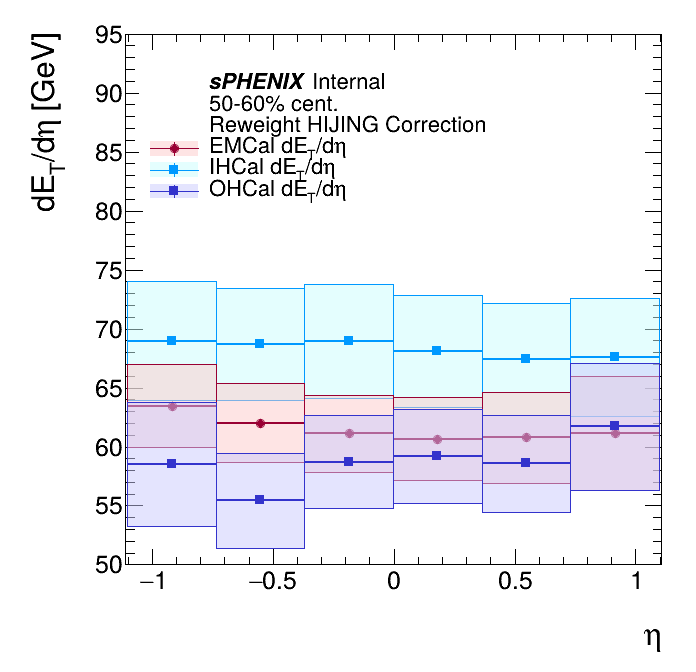 dE_T/dη [GeV]
95
90
85
80
75
70
65
60
55
50
sPHENIX Internal
50-60% cent.
Reweight HIJING Correction
EMCal dE_T/dη
IHCal dE_T/dη
OHCal dE_T/dη
−1 −0.5 0 0.5 1
η